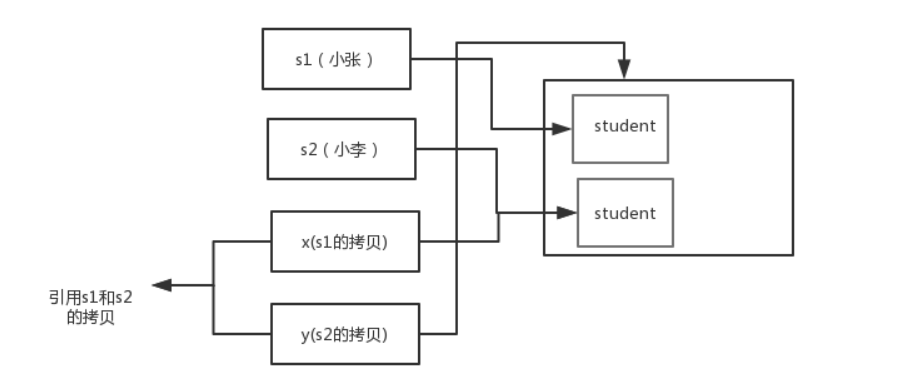 s1（小张）
student
s2（小李）
student
x(s1的拷贝)
引用s1和s2
的拷贝
y(s2的拷贝)